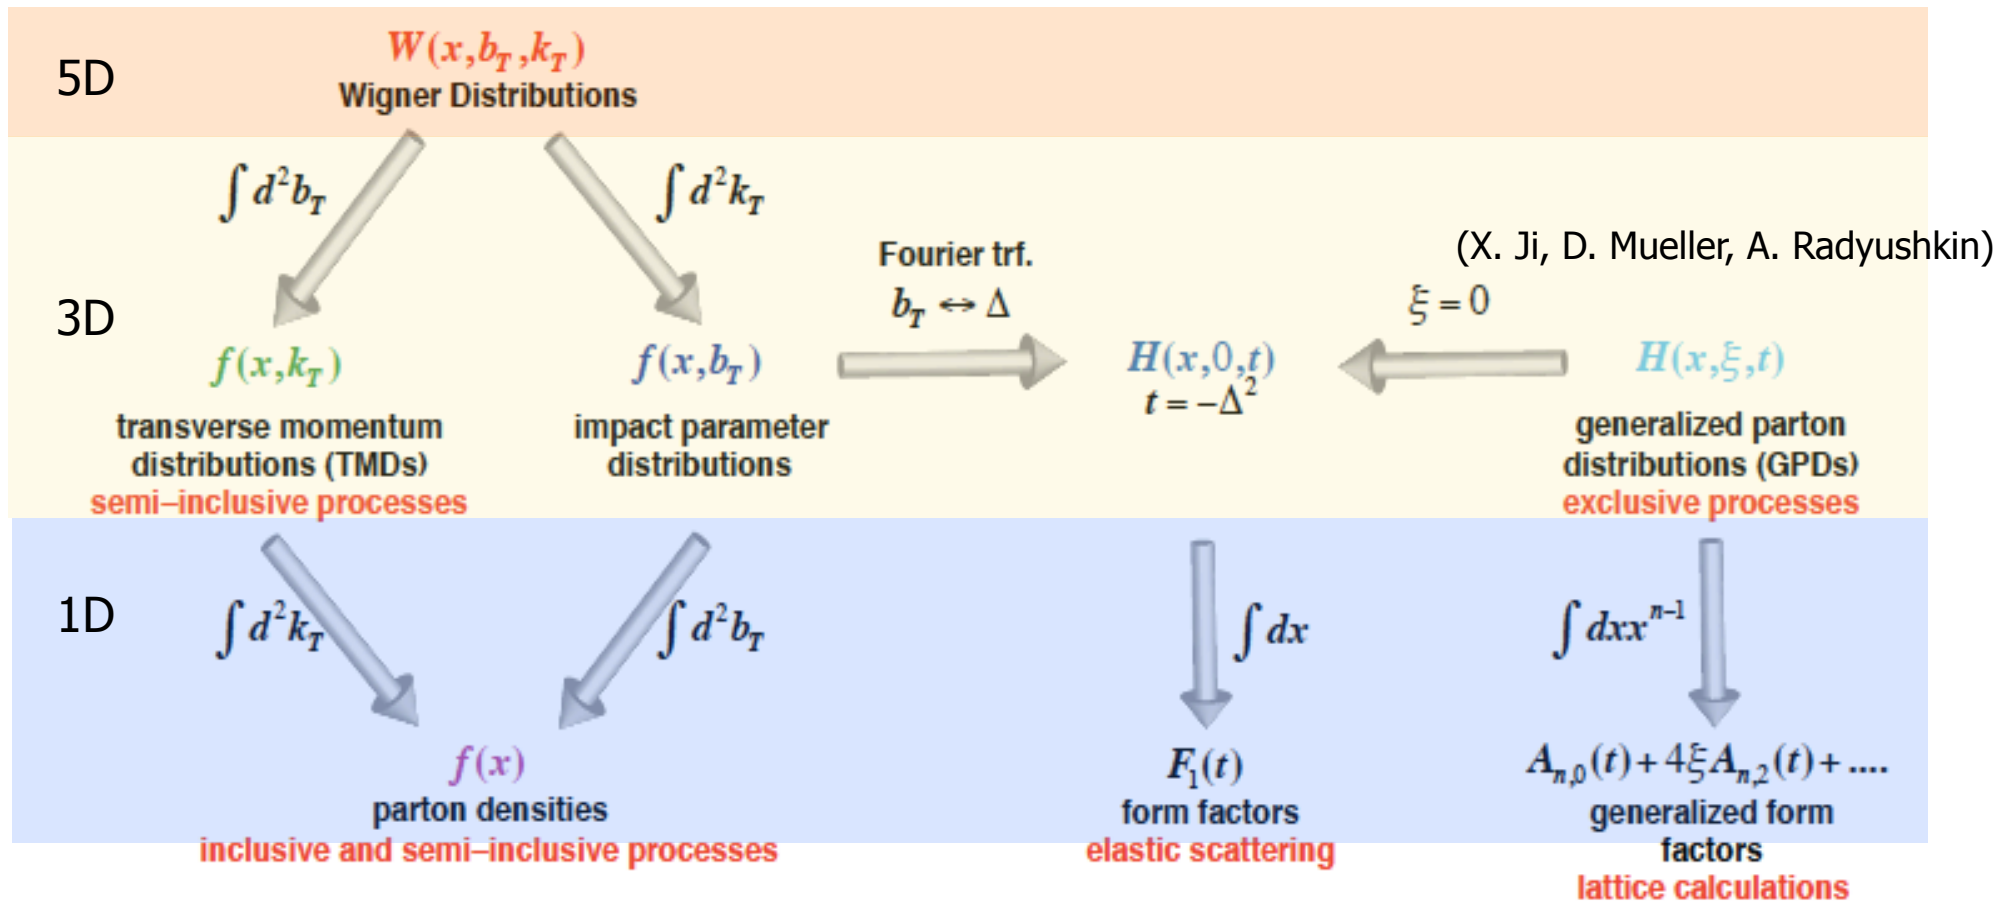 5D
W(x,b_T,k_T)
Wigner Distributions
∫ d²b_T
∫ d²k_T
3D
Fourier trf.
b_T ↔ Δ
(X. Ji, D. Mueller, A. Radyushkin)
ξ = 0
f(x,k_T)
transverse momentum
distributions (TMDs)
semi–inclusive processes
f(x,b_T)
impact parameter
distributions
H(x,0,t)
t = –Δ²
H(x,ξ,t)
generalized parton
distributions (GPDs)
exclusive processes
1D
∫ d²k_T
∫ d²b_T
∫ dx
∫ dxx^{n–1}
f(x)
parton densities
inclusive and semi–inclusive processes
F₁(t)
form factors
elastic scattering
A_{n,0}(t) + 4ξA_{n,2}(t) + ....
generalized form
factors
lattice calculations